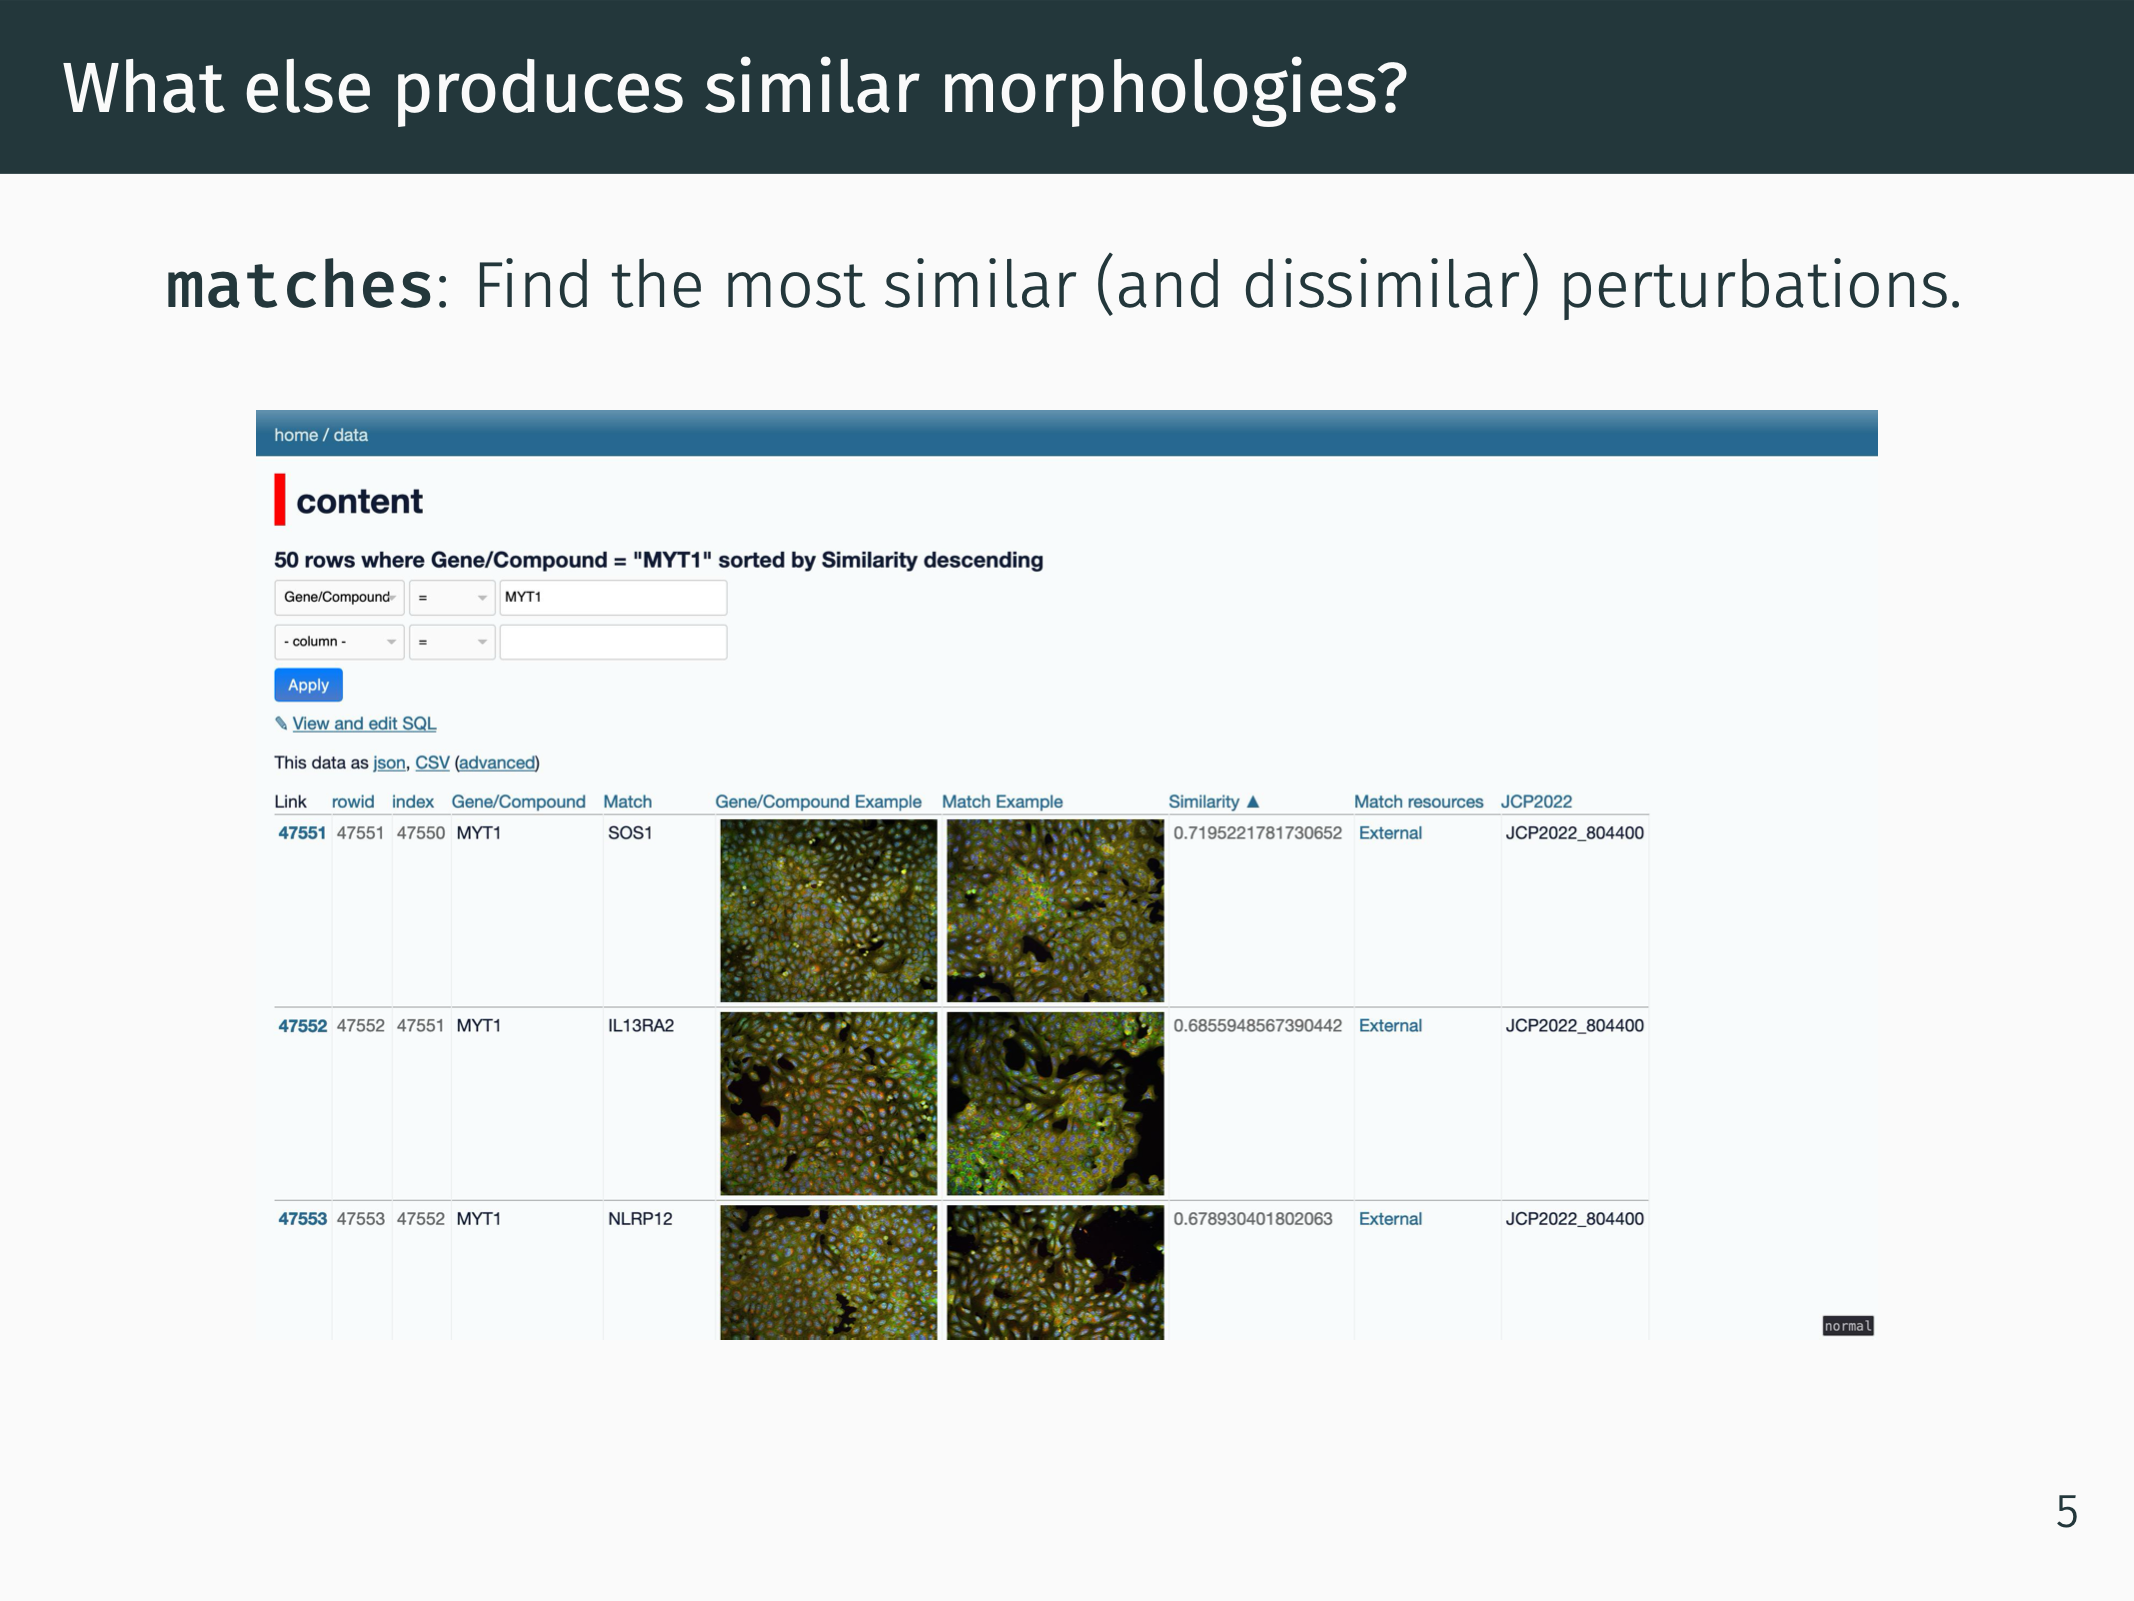 What else produces similar morphologies?
matches: Find the most similar (and dissimilar) perturbations.
home / data
content
50 rows where Gene/Compound = "MYT1" sorted by Similarity descending
Gene/Compound = MYT1
- column - =
Apply
✎ View and edit SQL
This data as json, CSV (advanced)
Link rowid index Gene/Compound Match Gene/Compound Example Match Example Similarity ▲ Match resources JCP2022
47551 47551 47550 MYT1 SOS1 0.7195221781730652 External JCP2022_804400
47552 47552 47551 MYT1 IL13RA2 0.6855948567390442 External JCP2022_804400
47553 47553 47552 MYT1 NLRP12 0.678930401802063 External JCP2022_804400
normal
5